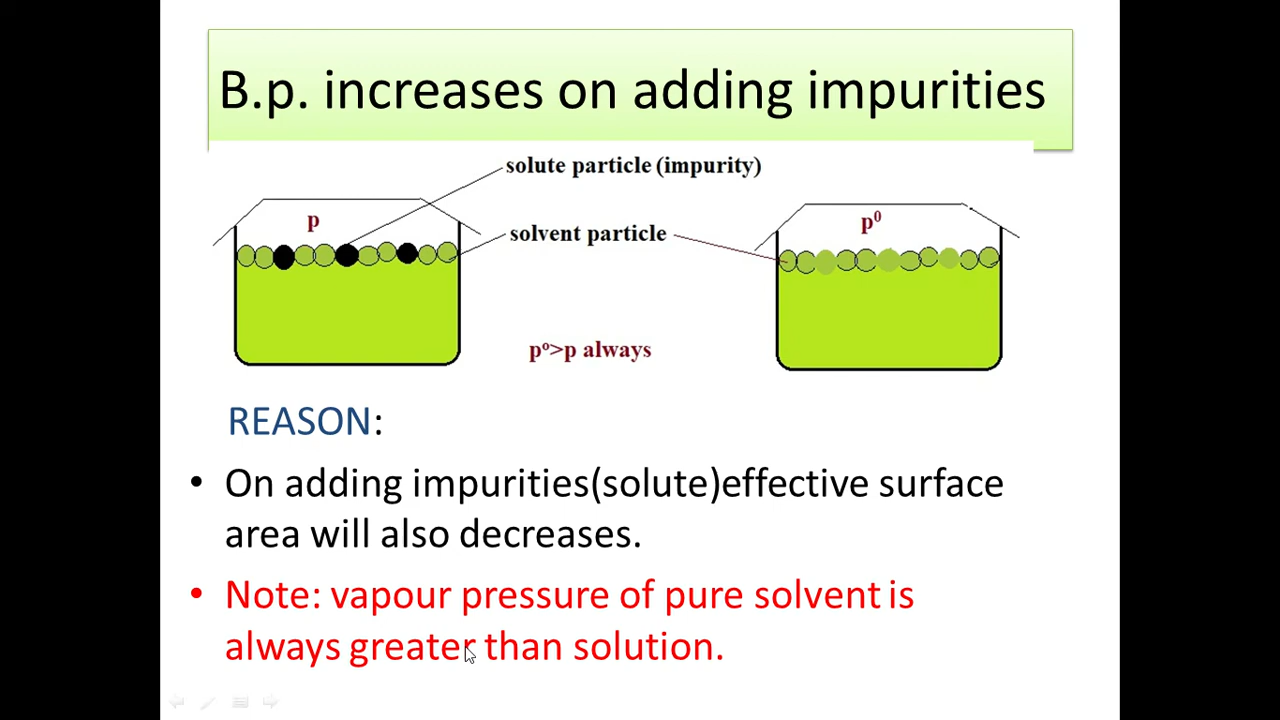 B.p. increases on adding impurities
solute particle (impurity)
p
p⁰
solvent particle
pº>p always
REASON:
• On adding impurities(solute)effective surface
area will also decreases.
• Note: vapour pressure of pure solvent is
always greater than solution.